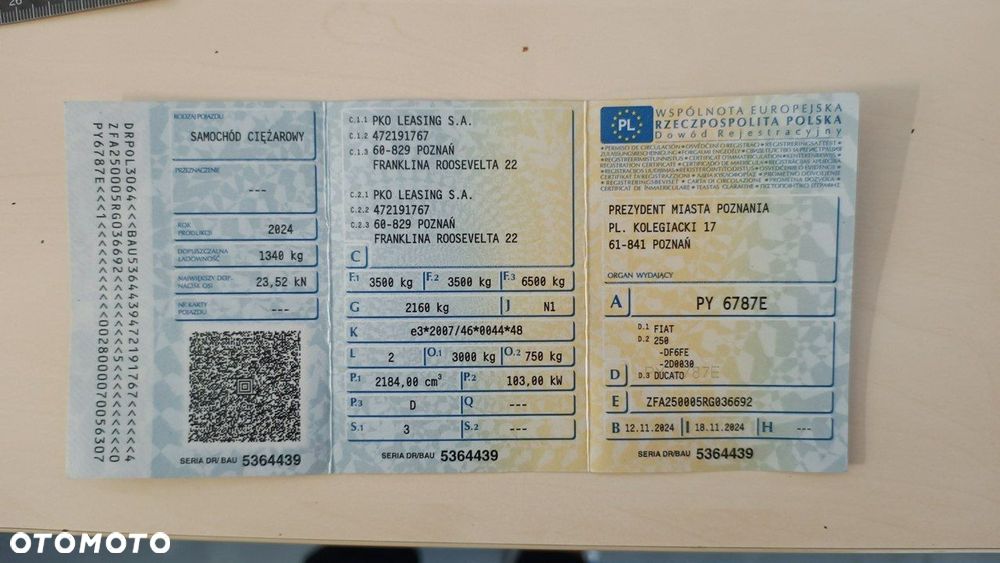 26
DRPOL3064<<BAU5364439472191767<<<<<<4
ZFA250005RG036692<<<<<<5<<<<<<<<<<<<0
RODZAJ POJAZDU
SAMOCHÓD CIĘŻAROWY
PRZEZNACZENIE
---
ROK PRODUKCJI
2024
DOPUSZCZALNA ŁADOWNOŚĆ
1340 kg
NAJWIĘKSZY DOP. NACISK OSI
23,52 kN
NR KARTY POJAZDU
---
SERIA DR/BAU 5364439
C.1.1 PKO LEASING S.A.
C.1.2 472191767
C.1.3 60-829 POZNAŃ
FRANKLINA ROOSEVELTA 22
C.2.1 PKO LEASING S.A.
C.2.2 472191767
C.2.3 60-829 POZNAŃ
FRANKLINA ROOSEVELTA 22
C
F.1 3500 kg F.2 3500 kg F.3 6500 kg
G 2160 kg J N1
K e3*2007/46*0044*48
L 2 O.1 3000 kg O.2 750 kg
P.1 2184,00 cm³ P.2 103,00 kW
P.3 D Q ---
S.1 3 S.2 ---
SERIA DR/BAU 5364439
PL
WSPÓLNOTA EUROPEJSKA
RZECZPOSPOLITA POLSKA
Dowód Rejestracyjny
PREZYDENT MIASTA POZNANIA
PL. KOLEGIACKI 17
61-841 POZNAŃ
ORGAN WYDAJĄCY
A PY 6787E
D.1 FIAT
D.2 250
-DF6FE
-2D0030
D D.3 DUCATO
E ZFA250005RG036692
B 12.11.2024 I 18.11.2024 H ---
SERIA DR/BAU 5364439
OTOMOTO